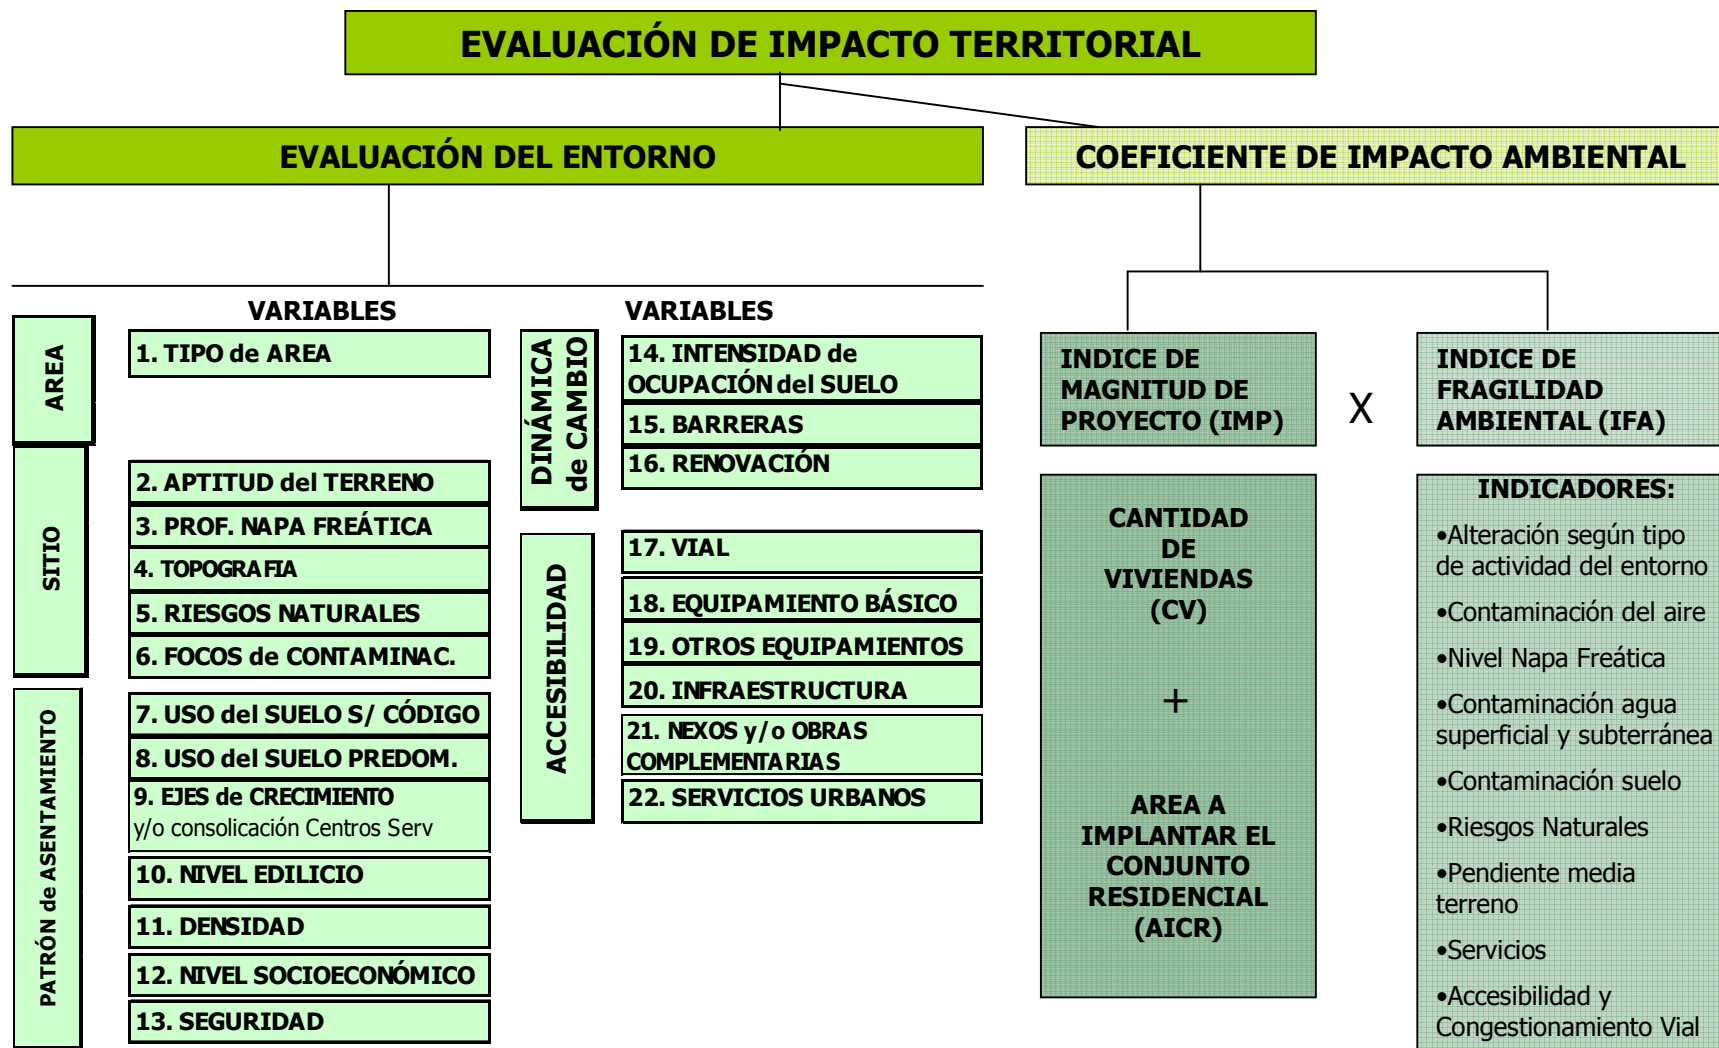 EVALUACIÓN DE IMPACTO TERRITORIAL
EVALUACIÓN DEL ENTORNO
COEFICIENTE DE IMPACTO AMBIENTAL
VARIABLES
AREA
1. TIPO de AREA
SITIO
2. APTITUD del TERRENO
3. PROF. NAPA FREÁTICA
4. TOPOGRAFIA
5. RIESGOS NATURALES
6. FOCOS de CONTAMINAC.
PATRÓN de ASENTAMIENTO
7. USO del SUELO S/ CÓDIGO
8. USO del SUELO PREDOM.
9. EJES de CRECIMIENTO
y/o consolicación Centros Serv
10. NIVEL EDILICIO
11. DENSIDAD
12. NIVEL SOCIOECONÓMICO
13. SEGURIDAD
VARIABLES
DINÁMICA
de CAMBIO
14. INTENSIDAD de
OCUPACIÓN del SUELO
15. BARRERAS
16. RENOVACIÓN
ACCESIBILIDAD
17. VIAL
18. EQUIPAMIENTO BÁSICO
19. OTROS EQUIPAMIENTOS
20. INFRAESTRUCTURA
21. NEXOS y/o OBRAS
COMPLEMENTARIAS
22. SERVICIOS URBANOS
INDICE DE
MAGNITUD DE
PROYECTO (IMP)
X
INDICE DE
FRAGILIDAD
AMBIENTAL (IFA)
CANTIDAD
DE
VIVIENDAS
(CV)
+
AREA A
IMPLANTAR EL
CONJUNTO
RESIDENCIAL
(AICR)
INDICADORES:
•Alteración según tipo
de actividad del entorno
•Contaminación del aire
•Nivel Napa Freática
•Contaminación agua
superficial y subterránea
•Contaminación suelo
•Riesgos Naturales
•Pendiente media
terreno
•Servicios
•Accesibilidad y
Congestionamiento Vial